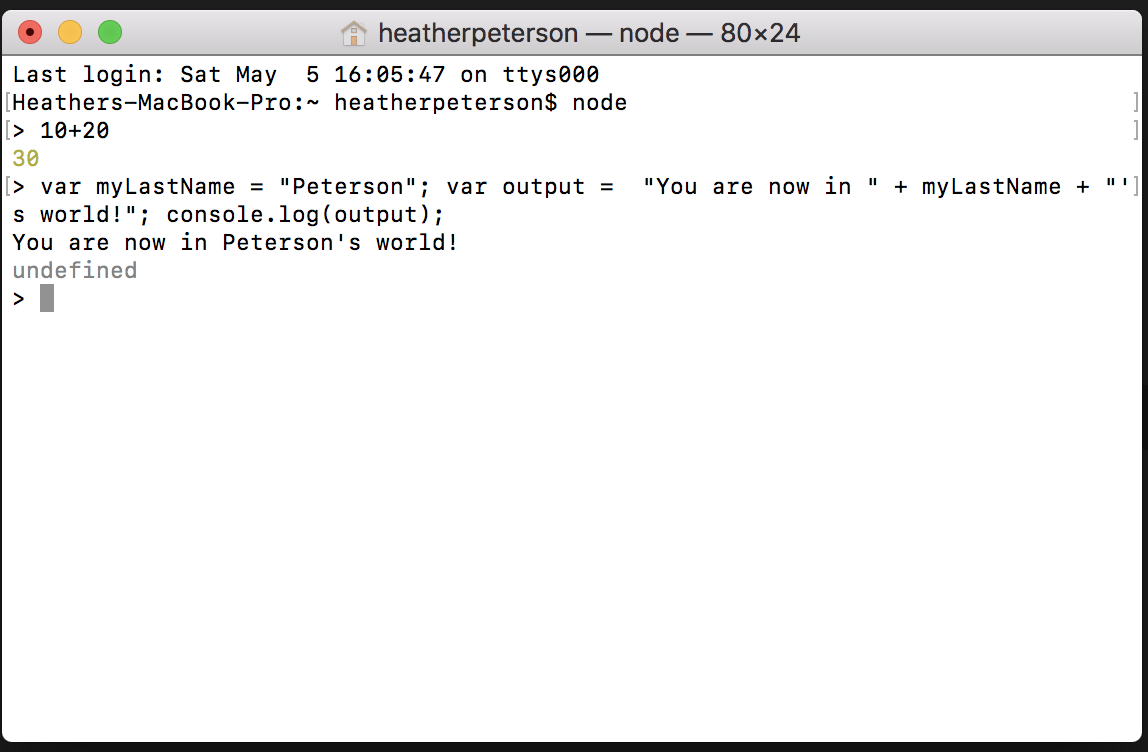 heatherpeterson — node — 80×24
Last login: Sat May  5 16:05:47 on ttys000
[Heathers-MacBook-Pro:~ heatherpeterson$ node ]
[> 10+20 ]
30
[> var myLastName = "Peterson"; var output =  "You are now in " + myLastName + "']
s world!"; console.log(output);
You are now in Peterson's world!
undefined
>